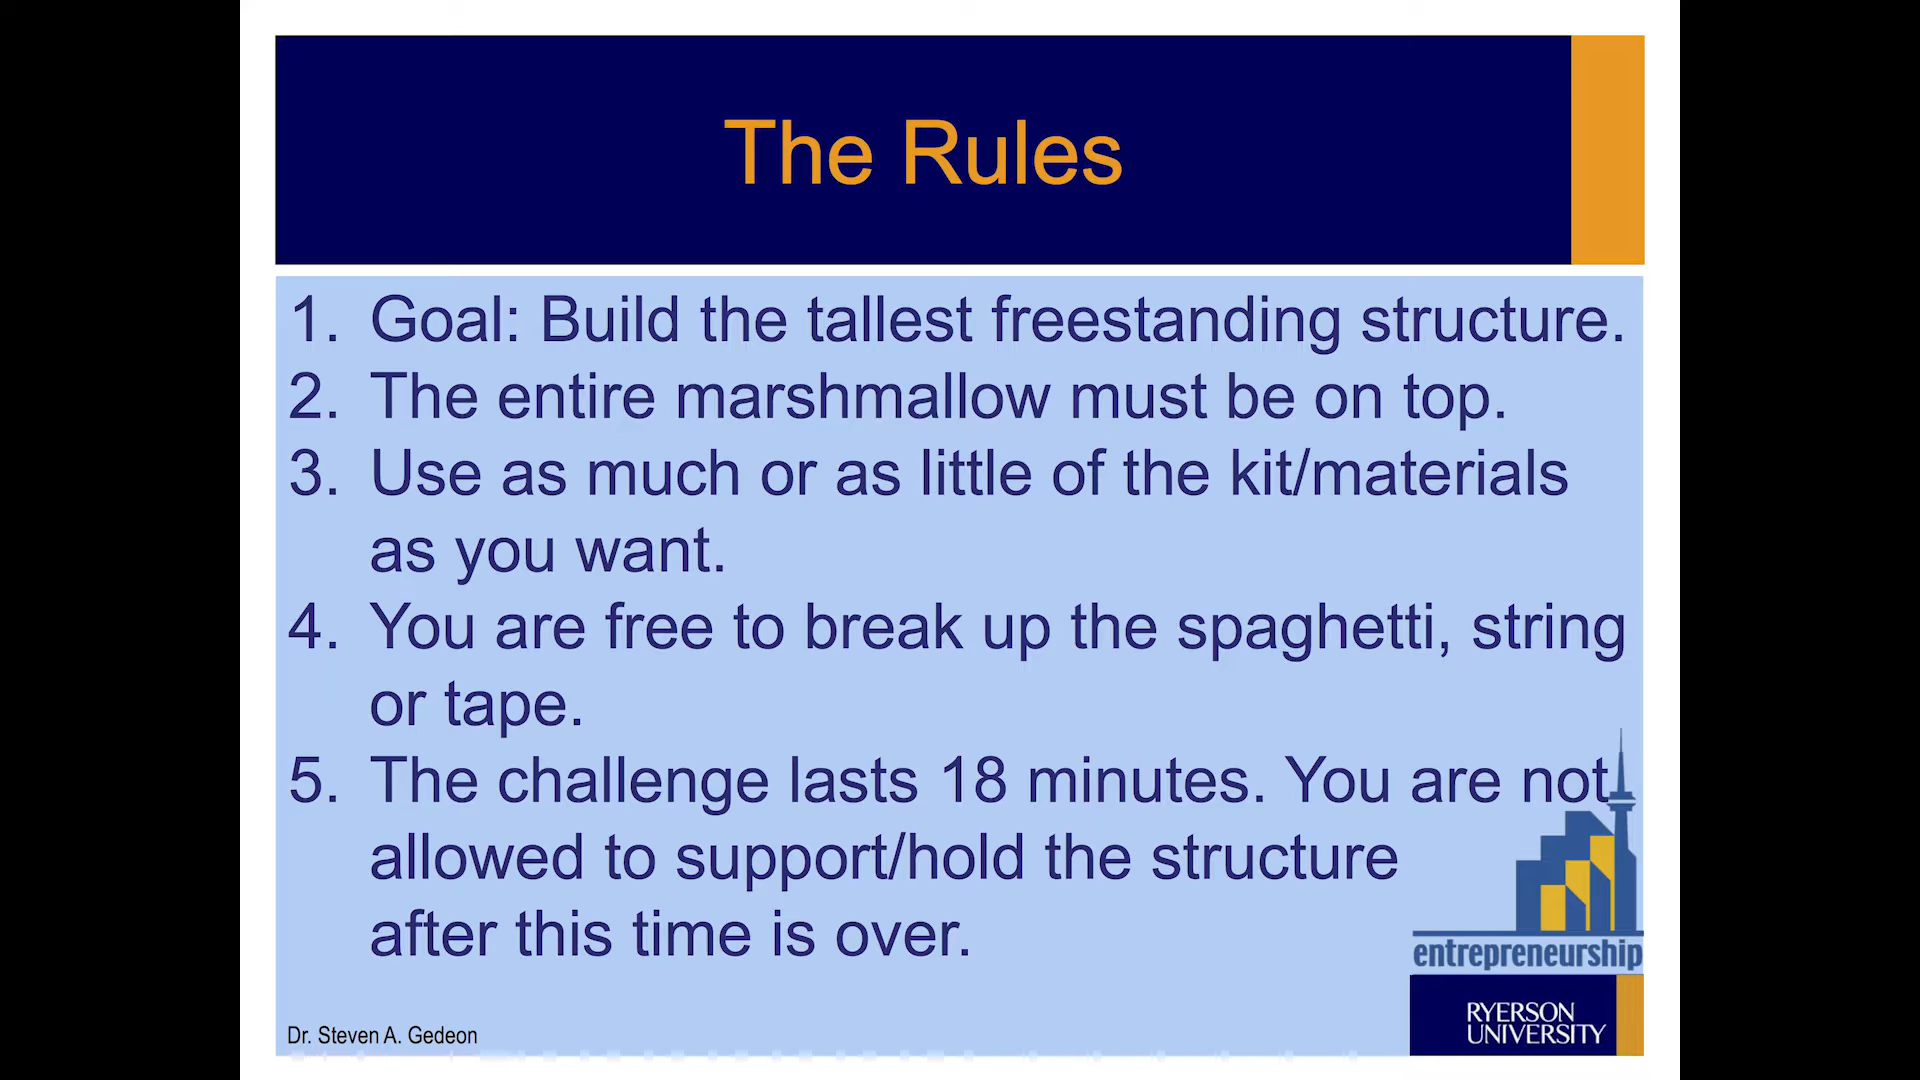 The Rules
1. Goal: Build the tallest freestanding structure.
2. The entire marshmallow must be on top.
3. Use as much or as little of the kit/materials
as you want.
4. You are free to break up the spaghetti, string
or tape.
5. The challenge lasts 18 minutes. You are not
allowed to support/hold the structure
after this time is over.
entrepreneurship
RYERSON
UNIVERSITY
Dr. Steven A. Gedeon